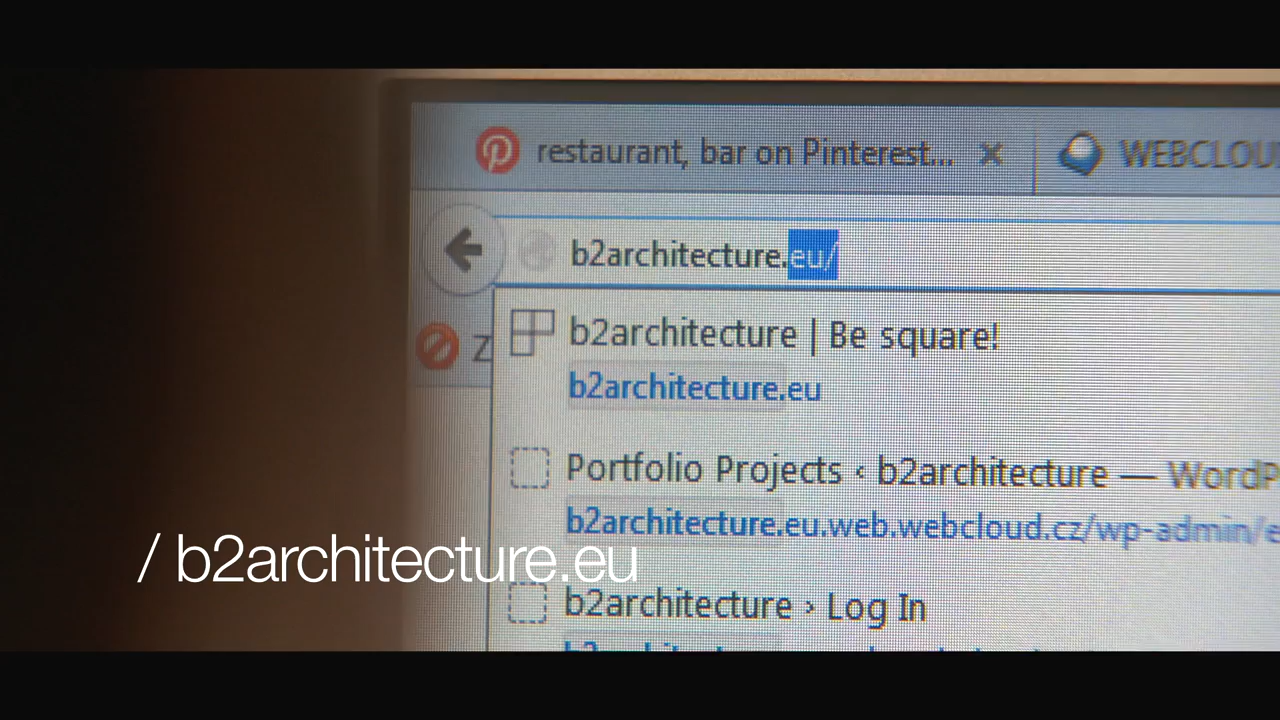 restaurant, bar on Pinterest... ×
WEBCLOU
b2architecture.eu/
b2architecture | Be square!
Z
b2architecture.eu
Portfolio Projects ‹ b2architecture — WordP
b2architecture.eu.web.webcloud.cz/wp-admin/e
/ b2architecture.eu
b2architecture › Log In